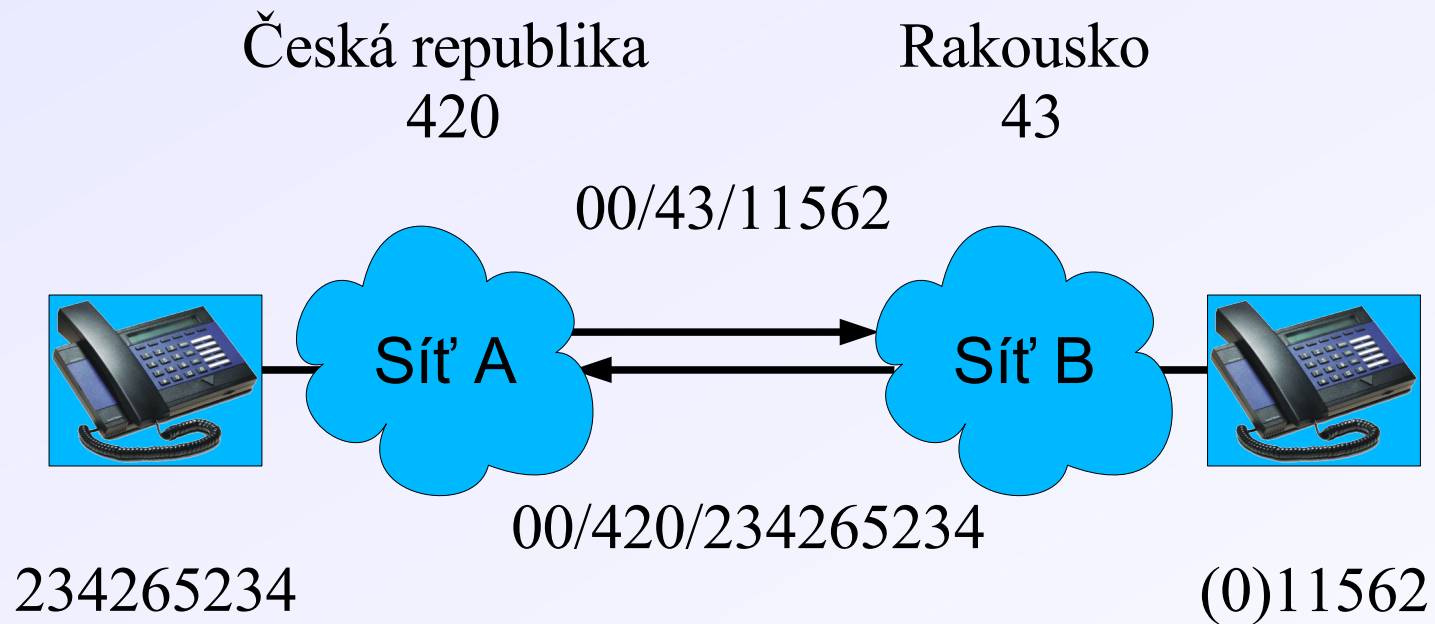 Česká republika
420
Rakousko
43
00/43/11562
Síť A
Síť B
00/420/234265234
234265234
(0)11562